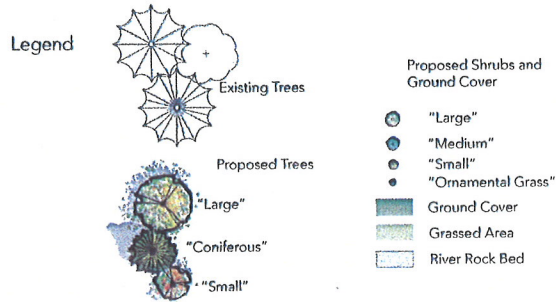 Legend
Existing Trees
Proposed Trees
"Large"
"Coniferous"
"Small"
Proposed Shrubs and
Ground Cover
"Large"
"Medium"
"Small"
"Ornamental Grass"
Ground Cover
Grassed Area
River Rock Bed